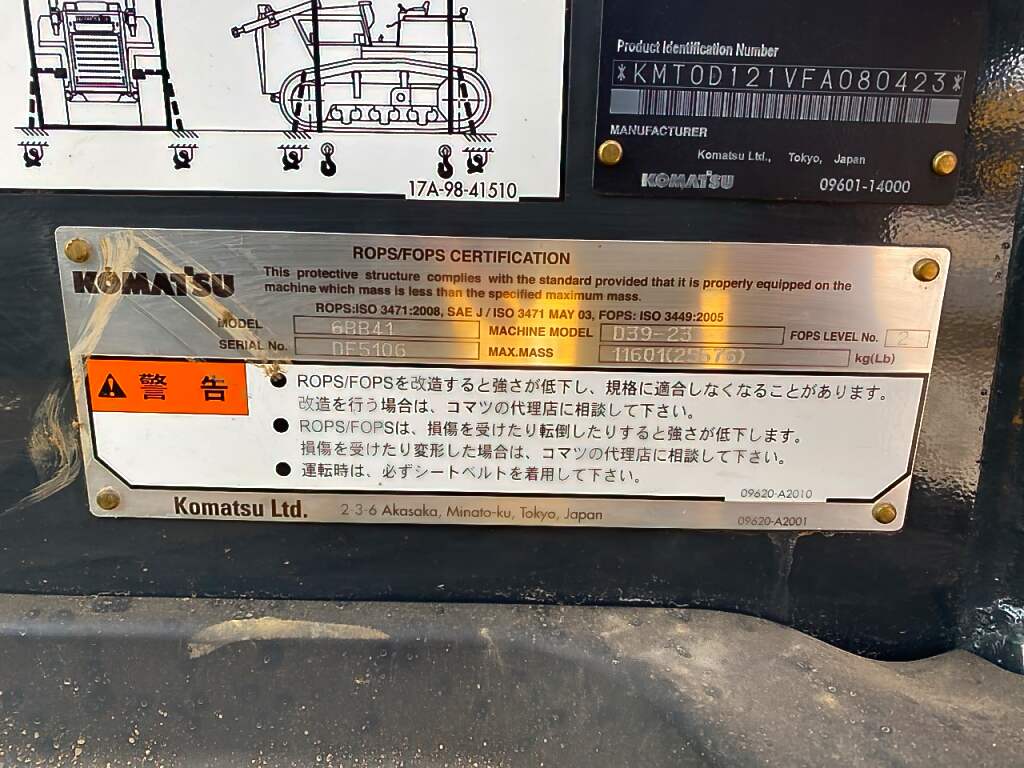 17A-98-41510
Product Identification Number
*KMT0D121VFA080423*
MANUFACTURER
Komatsu Ltd., Tokyo, Japan
KOMATSU
09601-14000
KOMATSU
ROPS/FOPS CERTIFICATION
This protective structure complies with the standard provided that it is properly equipped on the
machine which mass is less than the specified maximum mass.
ROPS:ISO 3471:2008, SAE J / ISO 3471 MAY 03, FOPS: ISO 3449:2005
MODEL 6BB41 MACHINE MODEL D39-23 FOPS LEVEL No. 2
SERIAL No. DF5106 MAX.MASS 11601(25576) kg(Lb)
警告
● ROPS/FOPSを改造すると強さが低下し、規格に適合しなくなることがあります。
改造を行う場合は、コマツの代理店に相談して下さい。
● ROPS/FOPSは、損傷を受けたり転倒したりすると強さが低下します。
損傷を受けたり変形した場合は、コマツの代理店に相談して下さい。
● 運転時は、必ずシートベルトを着用して下さい。
09620-A2010
Komatsu Ltd. 2-3-6 Akasaka, Minato-ku, Tokyo, Japan
09620-A2001